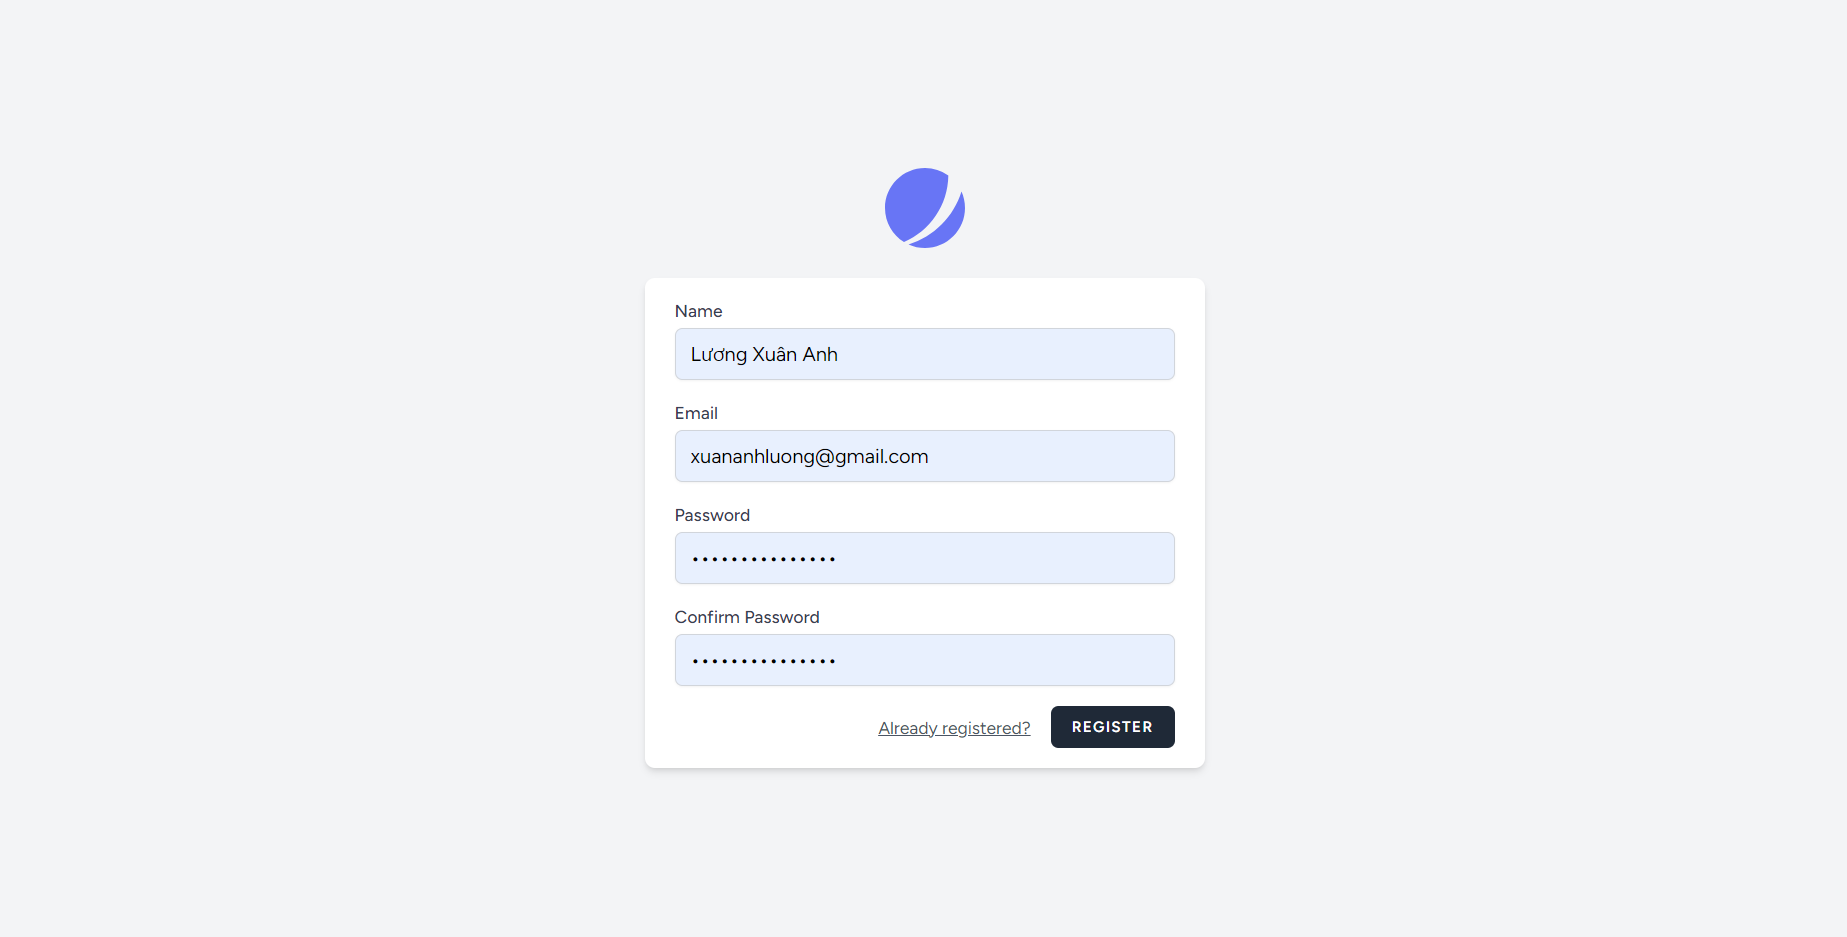 Name
Lương Xuân Anh
Email
xuananhluong@gmail.com
Password
•••••••••••••••
Confirm Password
•••••••••••••••
Already registered? REGISTER